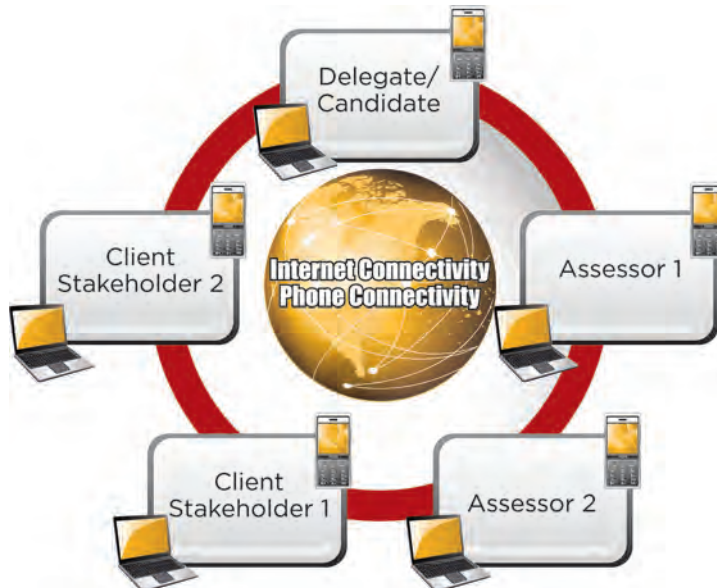 Delegate/
Candidate
Client
Stakeholder 2
Internet Connectivity
Phone Connectivity
Assessor 1
Client
Stakeholder 1
Assessor 2